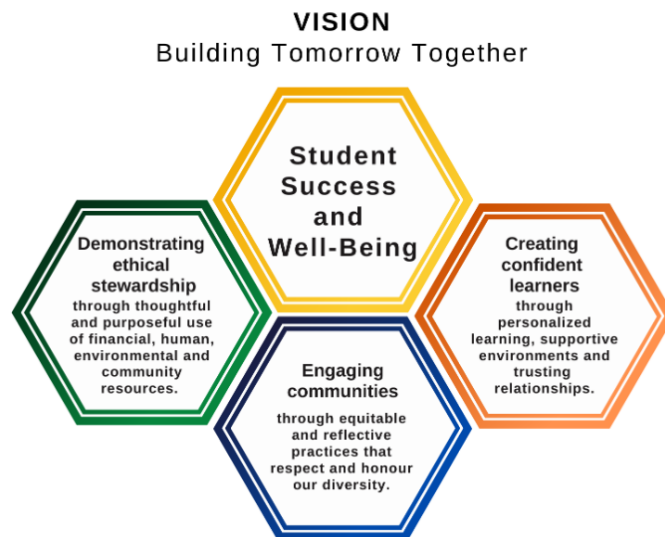 VISION
Building Tomorrow Together
Student
Success
and
Well-Being
Demonstrating
ethical
stewardship
through thoughtful
and purposeful use
of financial, human,
environmental and
community
resources.
Engaging
communities
through equitable
and reflective
practices that
respect and honour
our diversity.
Creating
confident
learners
through
personalized
learning, supportive
environments and
trusting
relationships.